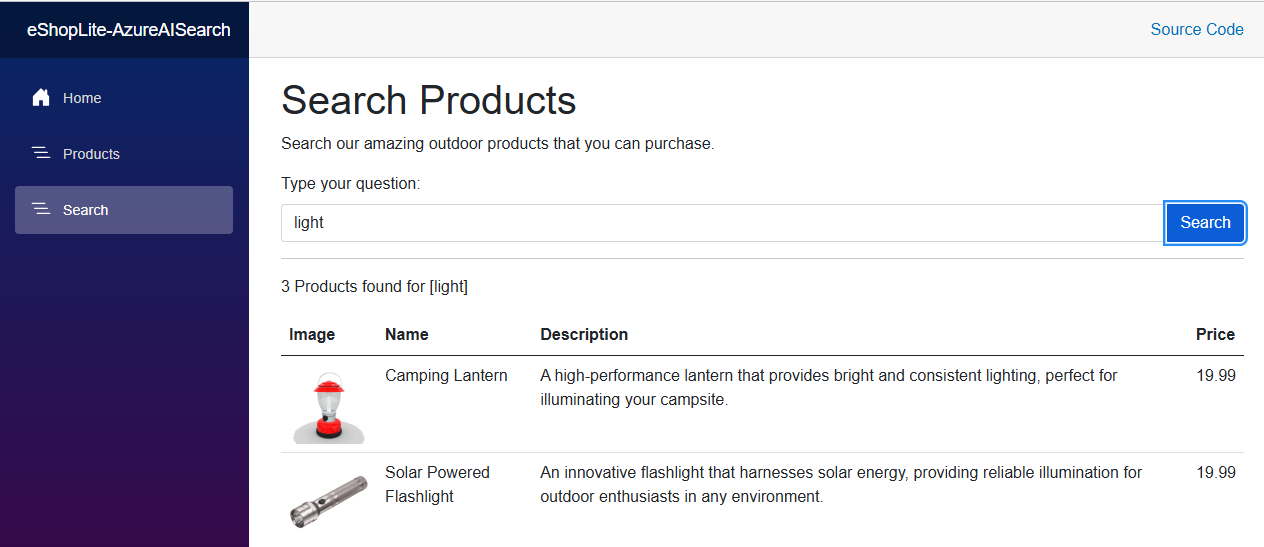 eShopLite-AzureAISearch
Source Code
Home
Products
Search
Search Products
Search our amazing outdoor products that you can purchase.
Type your question:
light
Search
3 Products found for [light]
Image Name Description Price
Camping Lantern A high-performance lantern that provides bright and consistent lighting, perfect for 19.99
illuminating your campsite.
Solar Powered An innovative flashlight that harnesses solar energy, providing reliable illumination for 19.99
Flashlight outdoor enthusiasts in any environment.